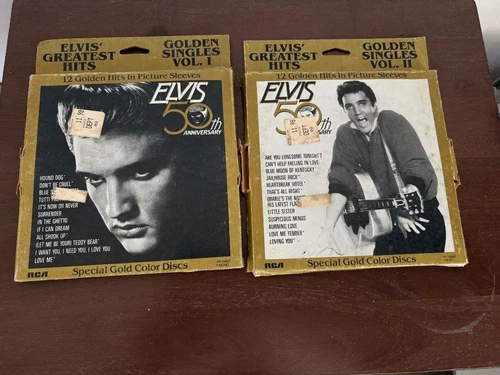 ELVIS' GREATEST HITS
GOLDEN SINGLES VOL. I
12 Golden Hits in Picture Sleeves
ELVIS
50th
ANNIVERSARY
HOUND DOG
DON'T BE CRUEL
BLUE
TUTTI
IT'S NOW OR NEVER
SURRENDER
IN THE GHETTO
IF I CAN DREAM
ALL SHOOK UP
(LET ME BE YOUR) TEDDY BEAR
I WANT YOU, I NEED YOU, I LOVE YOU
LOVE ME
RCA
Special Gold Color Discs
ELVIS' GREATEST HITS
GOLDEN SINGLES VOL. II
12 Golden Hits in Picture Sleeves
ELVIS
50th
ANNIVERSARY
ARE YOU LONESOME TONIGHT?
CAN'T HELP FALLING IN LOVE
BLUE MOON OF KENTUCKY
JAILHOUSE ROCK
HEARTBREAK HOTEL
THAT'S ALL RIGHT
(MARIE'S THE NAME)
HIS LATEST FLAME
LITTLE SISTER
SUSPICIOUS MINDS
BURNING LOVE
LOVE ME TENDER
LOVING YOU
RCA
Special Gold Color Discs